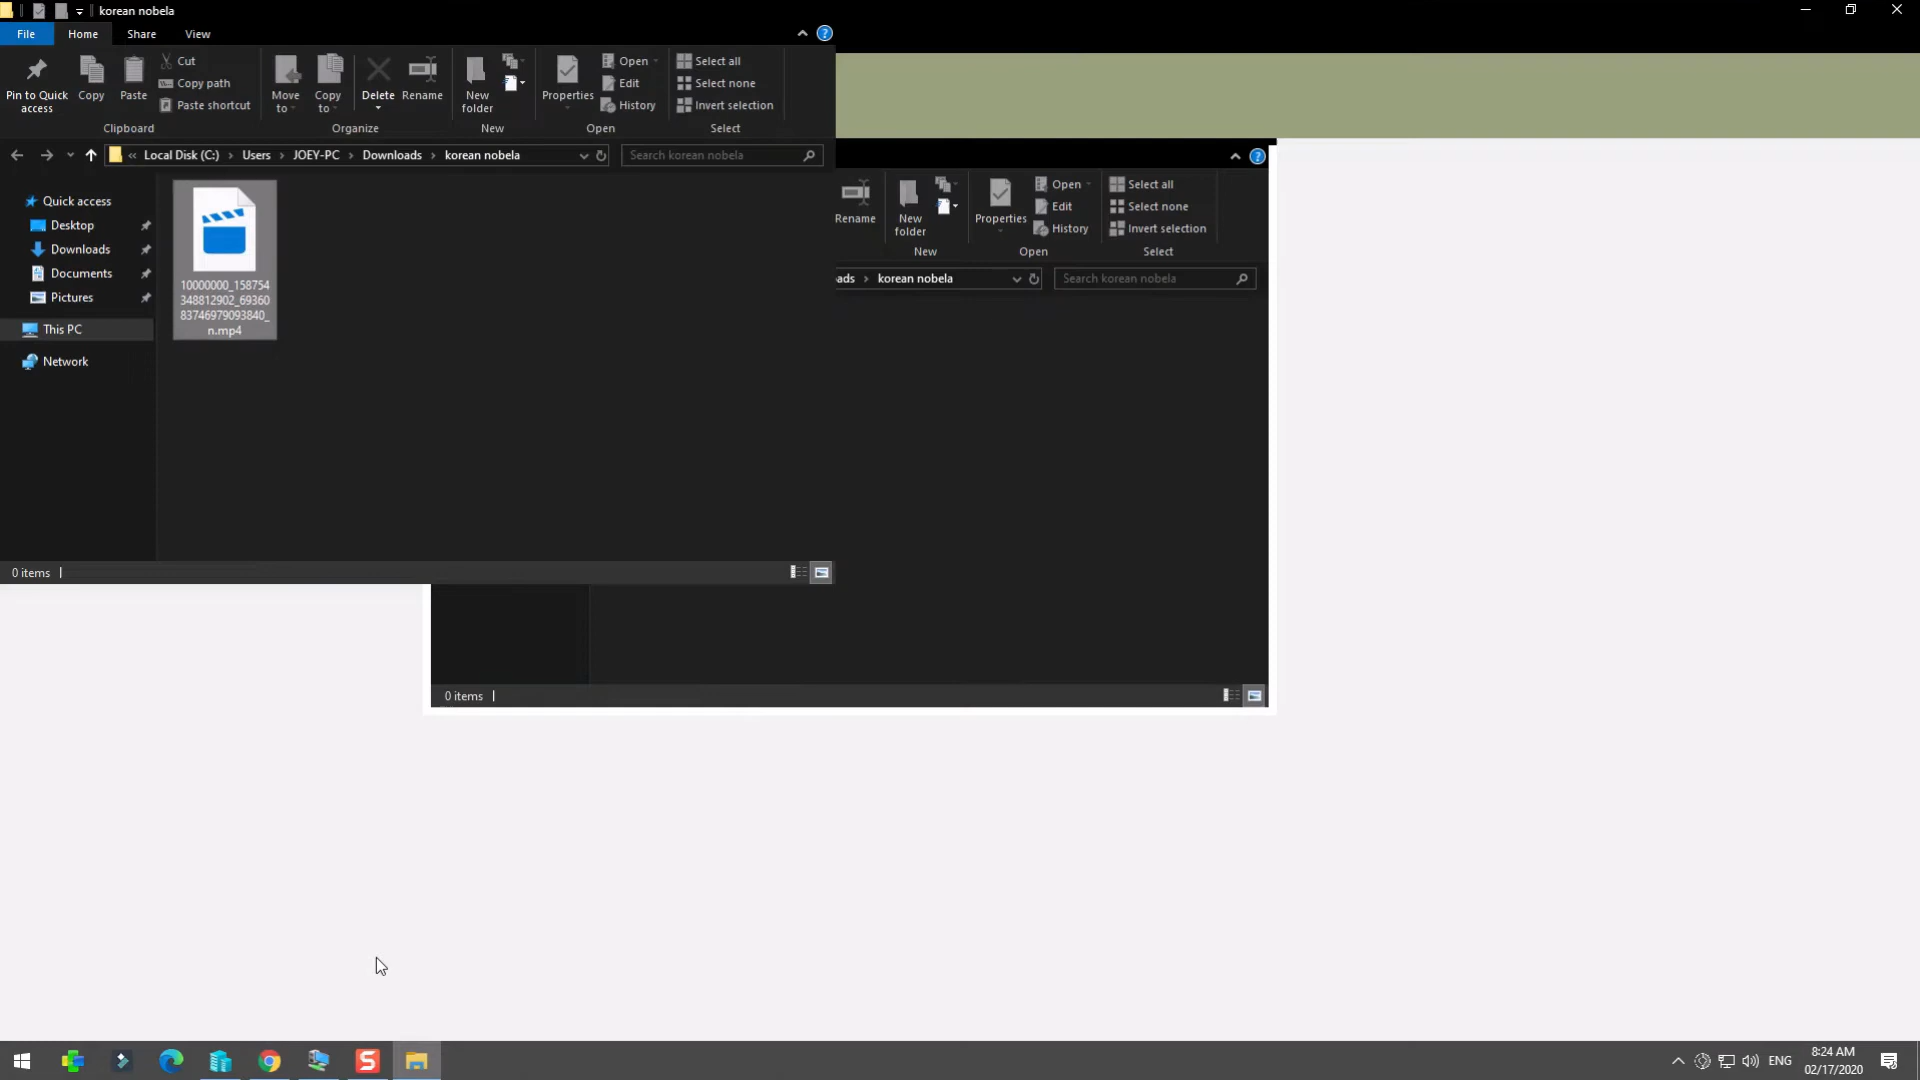 korean nobela
File Home Share View
Pin to Quick access
Copy
Paste
Cut
Copy path
Paste shortcut
Clipboard
Move to
Copy to
Delete
Rename
Organize
New folder
New
Properties
Open
Edit
History
Open
Select all
Select none
Invert selection
Select
« Local Disk (C:) › Users › JOEY-PC › Downloads › korean nobela
Search korean nobela
Quick access
Desktop
Downloads
Documents
Pictures
This PC
Network
10000000_158754
348812902_69360
83746979093840_
n.mp4
0 items
Rename
New folder
New
Properties
Open
Edit
History
Open
Select all
Select none
Invert selection
Select
ads › korean nobela
Search korean nobela
0 items
ENG
8:24 AM
02/17/2020